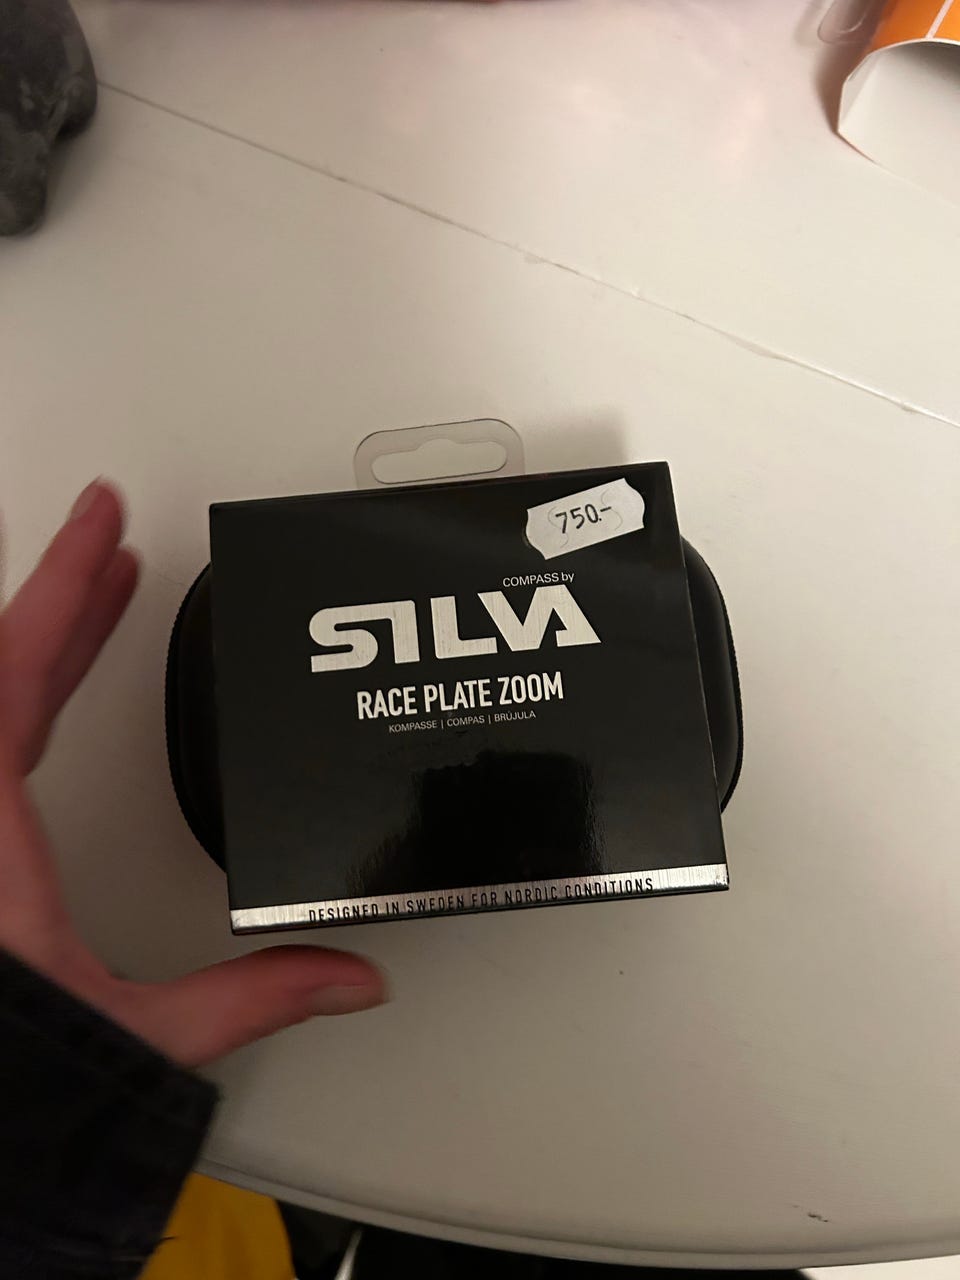 750.-
COMPASS by
SILVA
RACE PLATE ZOOM
KOMPASSE | COMPAS | BRÚJULA
DESIGNED IN SWEDEN FOR NORDIC CONDITIONS